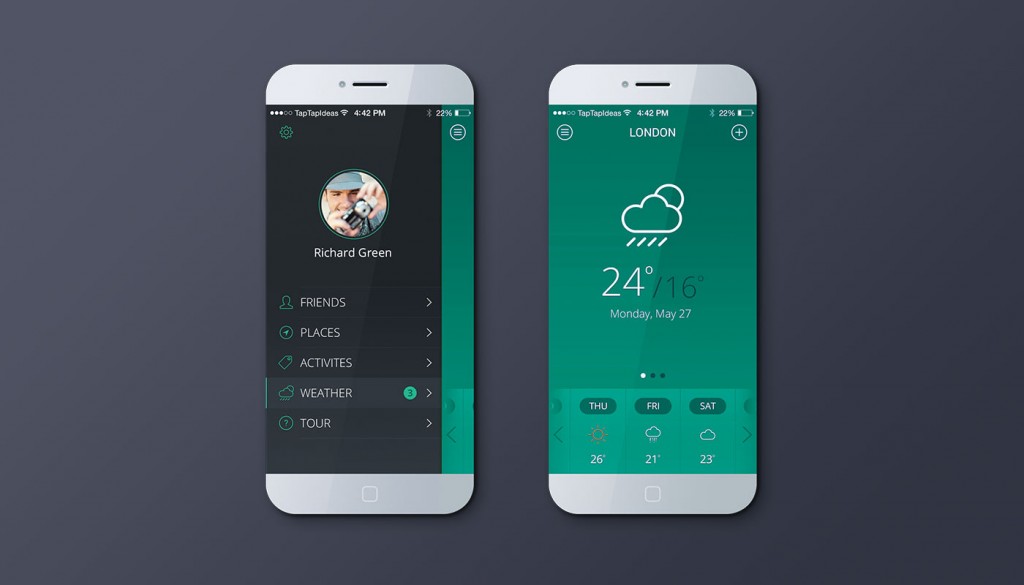 TapTapIdeas 4:42 PM 22%
Richard Green
FRIENDS
PLACES
ACTIVITES
WEATHER 3
? TOUR
TapTapIdeas 4:42 PM 22%
LONDON
24°/16°
Monday, May 27
THU FRI SAT
26° 21° 23°